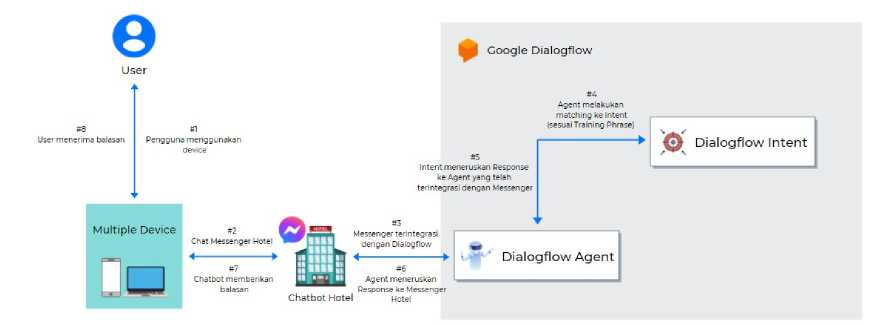 Google Dialogflow
User
#8
User menerima balasan
#1
Pengguna menggunakan
device
#4
Agent melakukan
matching ke Intent
(sesuai Training Phrase)
Dialogflow Intent
#5
Intent meneruskan Response
ke Agent yang telah
terintegrasi dengan Messenger
Multiple Device
#2
Chat Messenger Hotel
#7
Chatbot memberikan
balasan
HOTEL
Chatbot Hotel
#3
Messenger terintegrasi
dengan Dialogflow
#6
Agent meneruskan
Response ke Messenger
Hotel
Dialogflow Agent